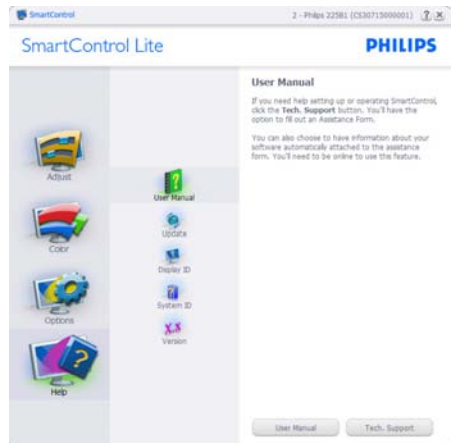 SmartControl
2 - Philips 225B1 (CS30715000001)
SmartControl Lite
PHILIPS
Adjust
Color
Options
Help
User Manual
Update
Display ID
System ID
X.X
Version
User Manual
If you need help setting up or operating SmartControl,
click the Tech. Support button. You'll have the
option to fill out an Assistance Form.
You can also choose to have information about your
software automatically attached to the assistance
form. You'll need to be online to use this feature.
User Manual
Tech. Support